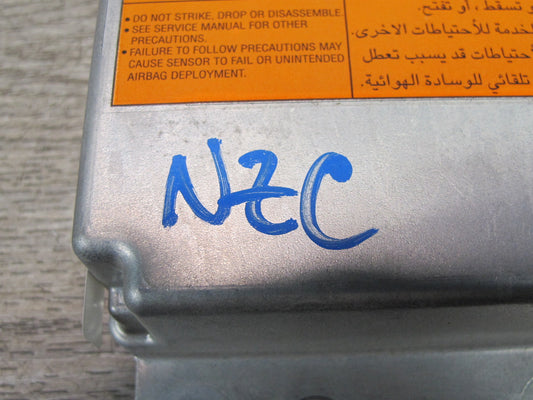 • DO NOT STRIKE, DROP OR DISASSEMBLE
• SEE SERVICE MANUAL FOR OTHER
PRECAUTIONS.
• FAILURE TO FOLLOW PRECAUTIONS MAY
CAUSE SENSOR TO FAIL OR UNINTENDED
AIRBAG DEPLOYMENT.
تسقط، أو تفتح.
لخدمة للأحتياطات الاخرى.
لأحتياطات قد يسبب تعطل
تلقائي للوسادة الهوائية.
NZC